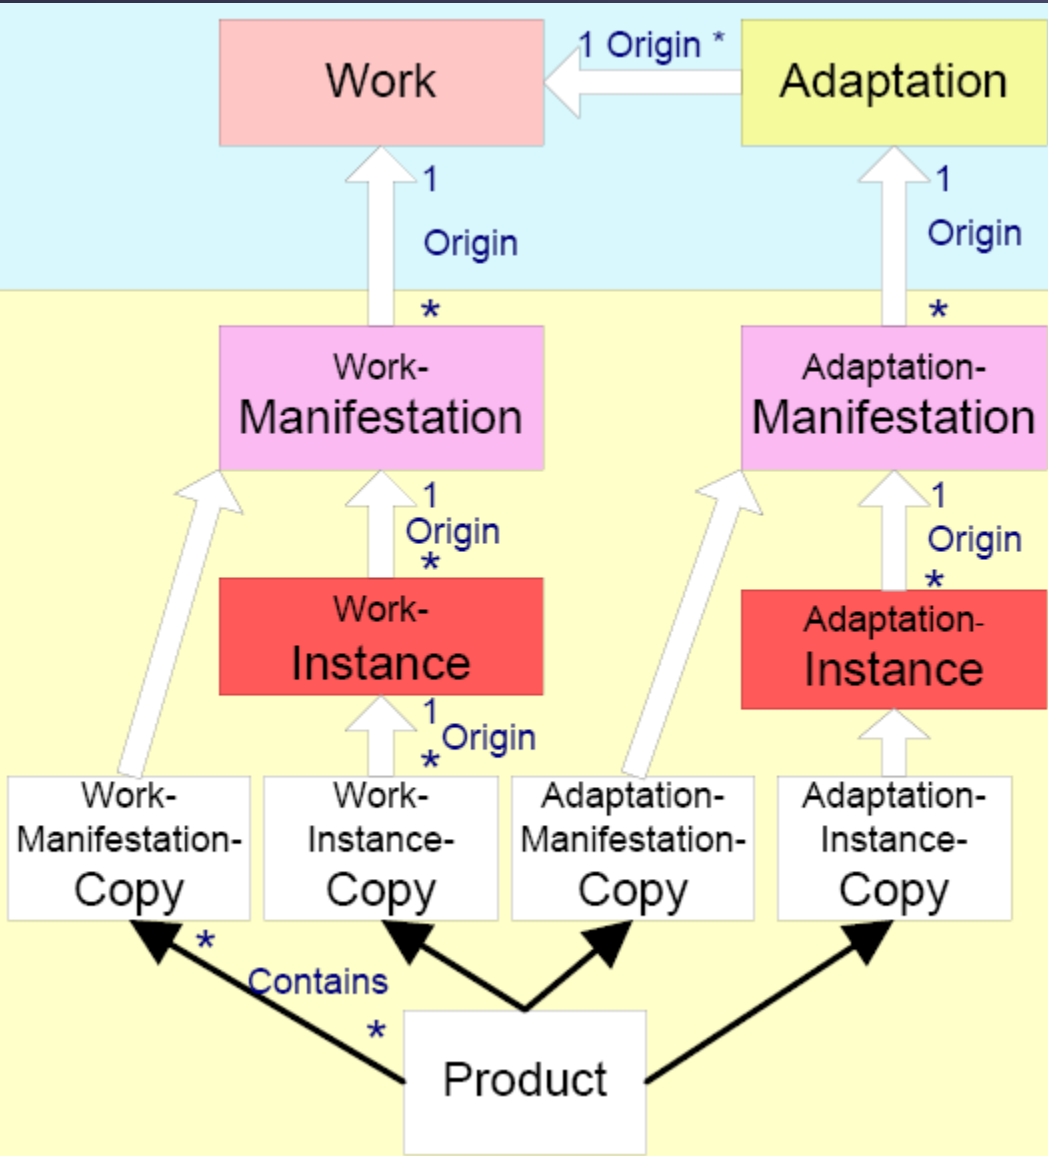 Work
1 Origin *
Adaptation
1
Origin
*
1
Origin
*
Work-
Manifestation
Adaptation-
Manifestation
1
Origin
*
1
Origin
*
Work-
Instance
Adaptation-
Instance
1
Origin
*
Work-
Manifestation-
Copy
Work-
Instance-
Copy
Adaptation-
Manifestation-
Copy
Adaptation-
Instance-
Copy
*
Contains
*
Product